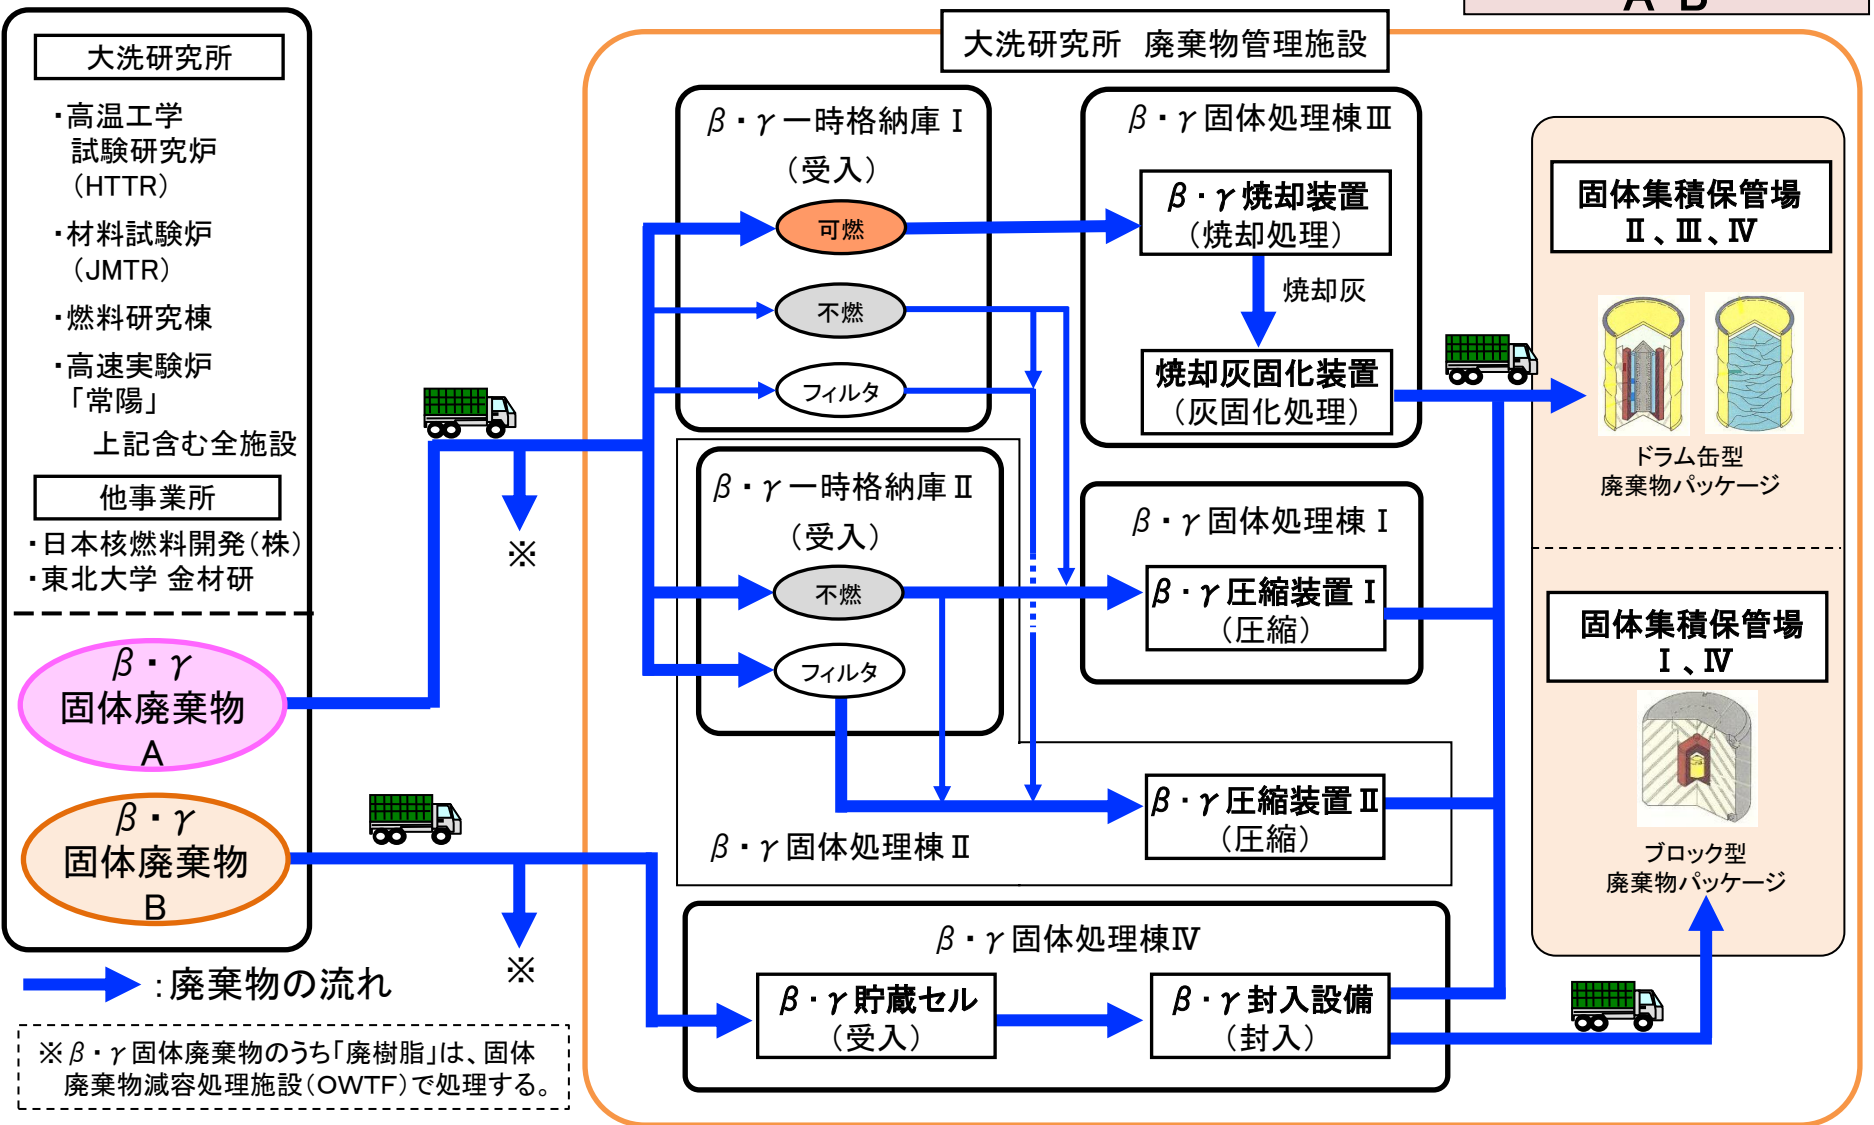 A B
大洗研究所
・高温工学
試験研究炉
(HTTR)
・材料試験炉
(JMTR)
・燃料研究棟
・高速実験炉
「常陽」
上記含む全施設
他事業所
・日本核燃料開発(株)
・東北大学 金材研
β・γ
固体廃棄物
A
β・γ
固体廃棄物
B
:廃棄物の流れ
※β・γ固体廃棄物のうち「廃樹脂」は、固体
廃棄物減容処理施設(OWTF)で処理する。
※
※
大洗研究所 廃棄物管理施設
β・γ一時格納庫Ⅰ
(受入)
可燃
不燃
フィルタ
β・γ一時格納庫Ⅱ
(受入)
不燃
フィルタ
β・γ固体処理棟Ⅱ
β・γ固体処理棟Ⅲ
β・γ焼却装置
(焼却処理)
焼却灰
焼却灰固化装置
(灰固化処理)
β・γ固体処理棟Ⅰ
β・γ圧縮装置Ⅰ
(圧縮)
β・γ圧縮装置Ⅱ
(圧縮)
β・γ固体処理棟Ⅳ
β・γ貯蔵セル
(受入)
β・γ封入設備
(封入)
固体集積保管場
Ⅱ、Ⅲ、Ⅳ
ドラム缶型
廃棄物パッケージ
固体集積保管場
Ⅰ、Ⅳ
ブロック型
廃棄物パッケージ